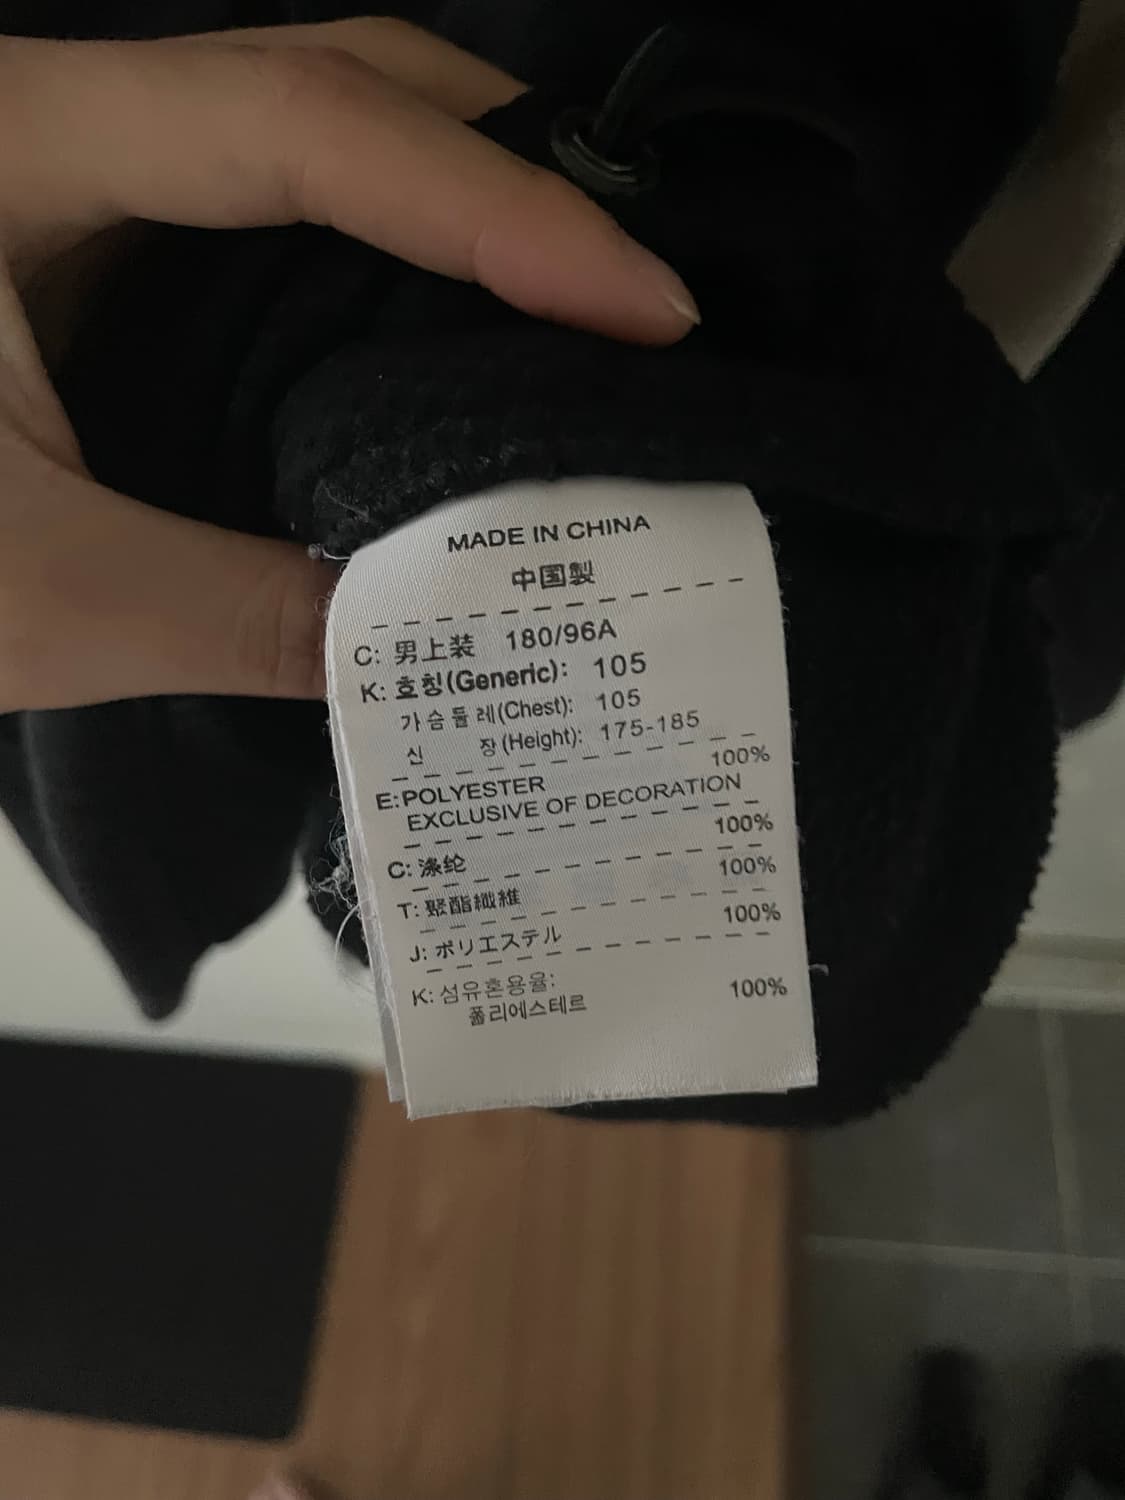 MADE IN CHINA
中国製
C: 男上装 180/96A
K: 호칭(Generic): 105
가슴둘레(Chest): 105
신 장(Height): 175-185
E:POLYESTER 100%
EXCLUSIVE OF DECORATION
C: 涤纶 100%
T: 聚酯纖維 100%
J: ポリエステル 100%
K: 섬유혼용율:
폴리에스테르 100%